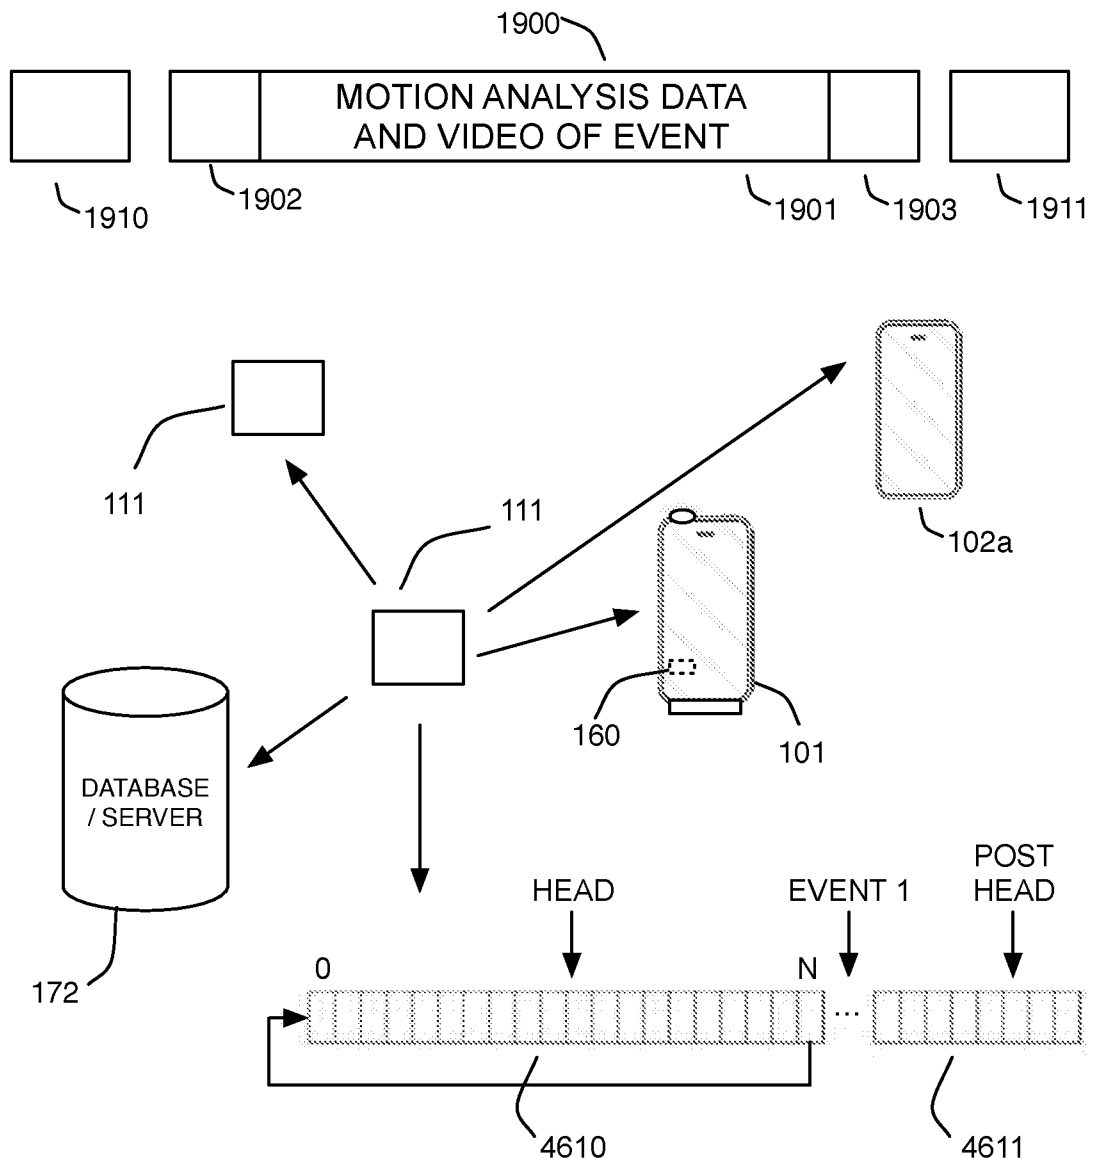 1900
MOTION ANALYSIS DATA
AND VIDEO OF EVENT
1910
1902
1901
1903
1911
111
111
102a
160
101
DATABASE
/ SERVER
172
HEAD
EVENT 1
POST
HEAD
0
N
...
4610
4611